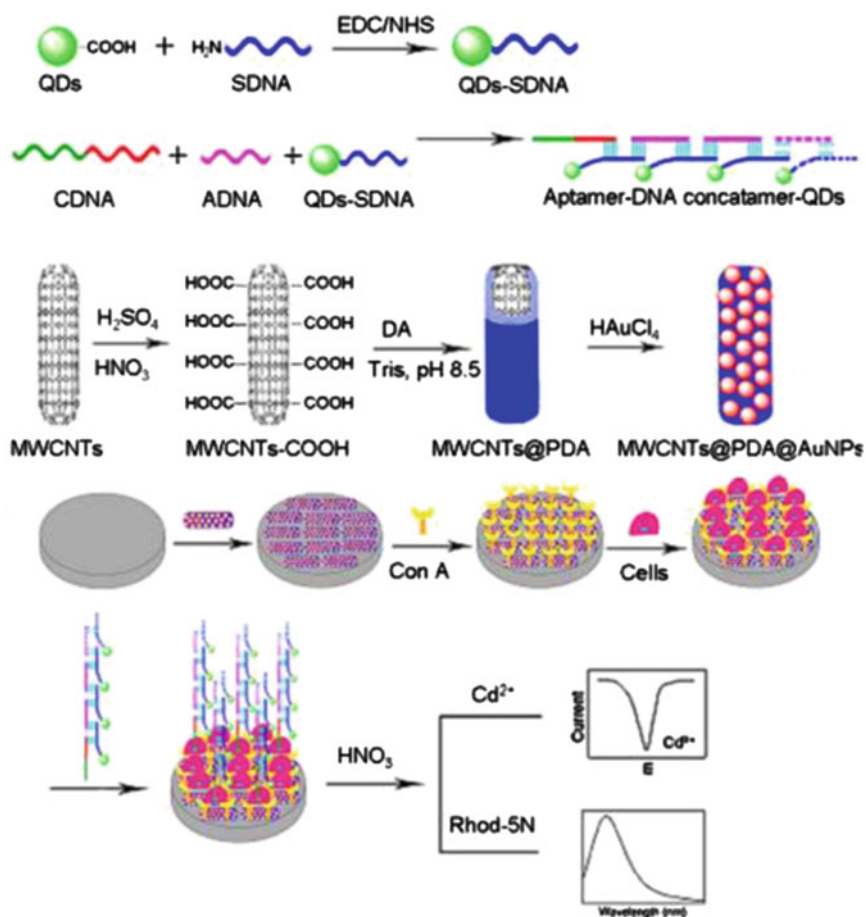 EDC/NHS
-COOH + H₂N
QDs SDNA QDs-SDNA
+ +
CDNA ADNA QDs-SDNA Aptamer-DNA concatamer-QDs
HOOC COOH
H₂SO₄ HOOC COOH DA HAuCl₄
HNO₃ HOOC COOH Tris, pH 8.5
HOOC COOH
MWCNTs MWCNTs-COOH MWCNTs@PDA MWCNTs@PDA@AuNPs
Con A Cells
HNO₃
Cd²⁺
Current
Cd²⁺
E
Rhod-5N
Wavelength (nm)